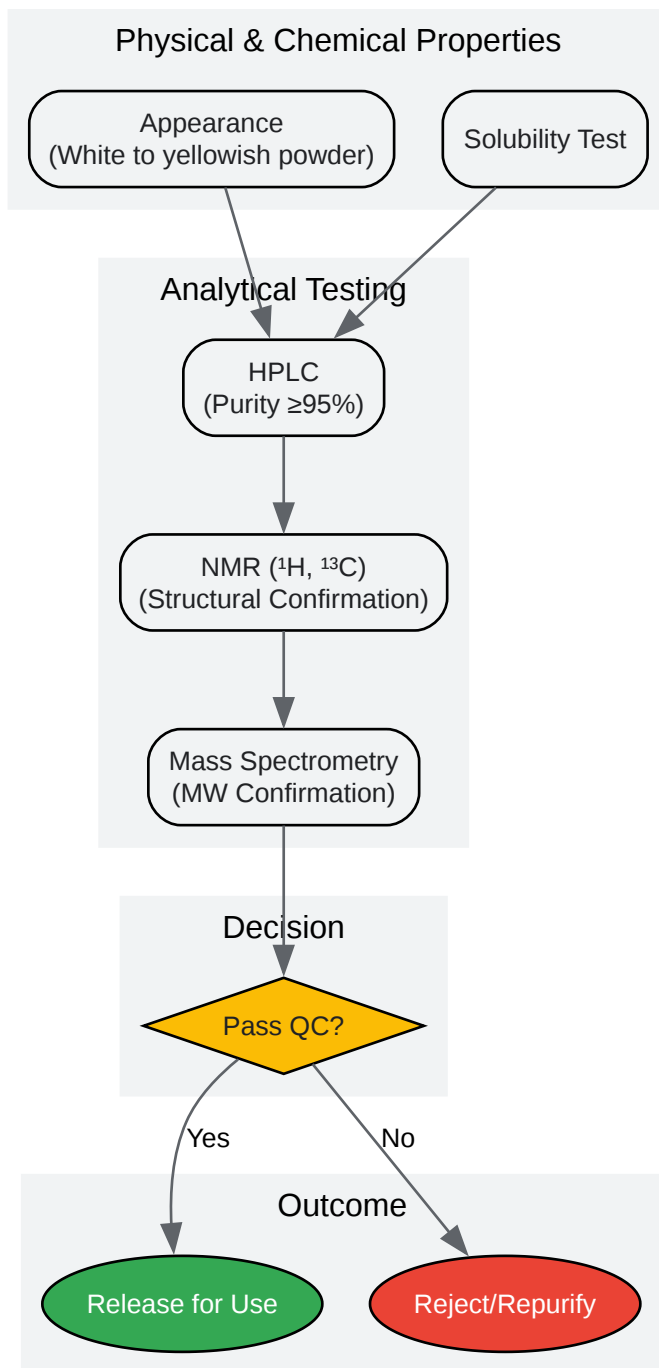 Physical & Chemical Properties
Appearance
(White to yellowish powder)
Solubility Test
Analytical Testing
HPLC
(Purity ≥95%)
NMR (¹H, ¹³C)
(Structural Confirmation)
Mass Spectrometry
(MW Confirmation)
Decision
Pass QC?
Yes
No
Outcome
Release for Use
Reject/Repurify